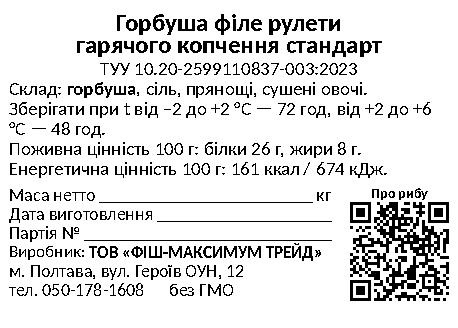 Горбуша філе рулети
гарячого копчення стандарт
ТУУ 10.20-2599110837-003:2023
Склад: горбуша, сіль, прянощі, сушені овочі.
Зберігати при t від –2 до +2 °С — 72 год, від +2 до +6
°С — 48 год.
Поживна цінність 100 г: білки 26 г, жири 8 г.
Енергетична цінність 100 г: 161 ккал / 674 кДж.
Маса нетто ______________________ кг
Про рибу
Дата виготовлення __________________
Партія № __________________________
Виробник: ТОВ «ФІШ-МАКСИМУМ ТРЕЙД»
м. Полтава, вул. Героїв ОУН, 12
тел. 050-178-1608 без ГМО